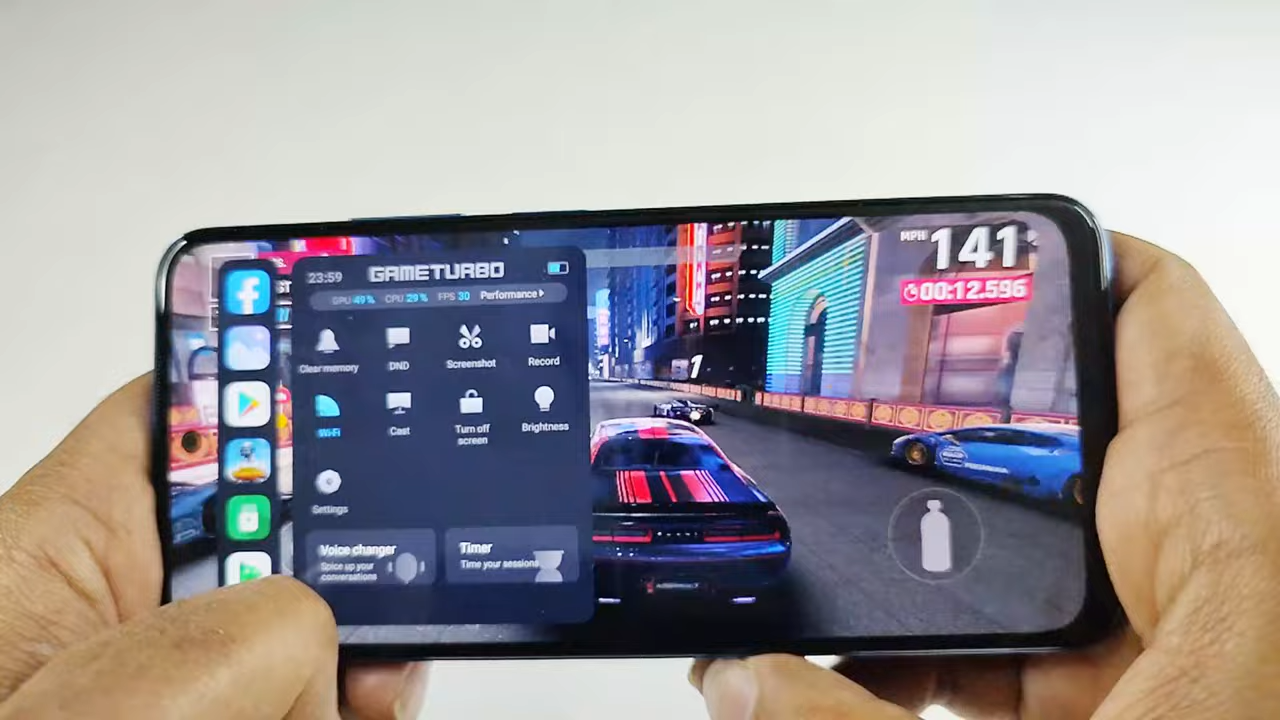 23:59 GAMETURBO
GPU 49% CPU 29% FPS 30 Performance
Clear memory DND Screenshot Record
Wi-Fi Cast Turn off screen Brightness
Settings
Voice changer
Spice up your
conversations
Timer
Time your sessions
MPH 141
00:12.596
1